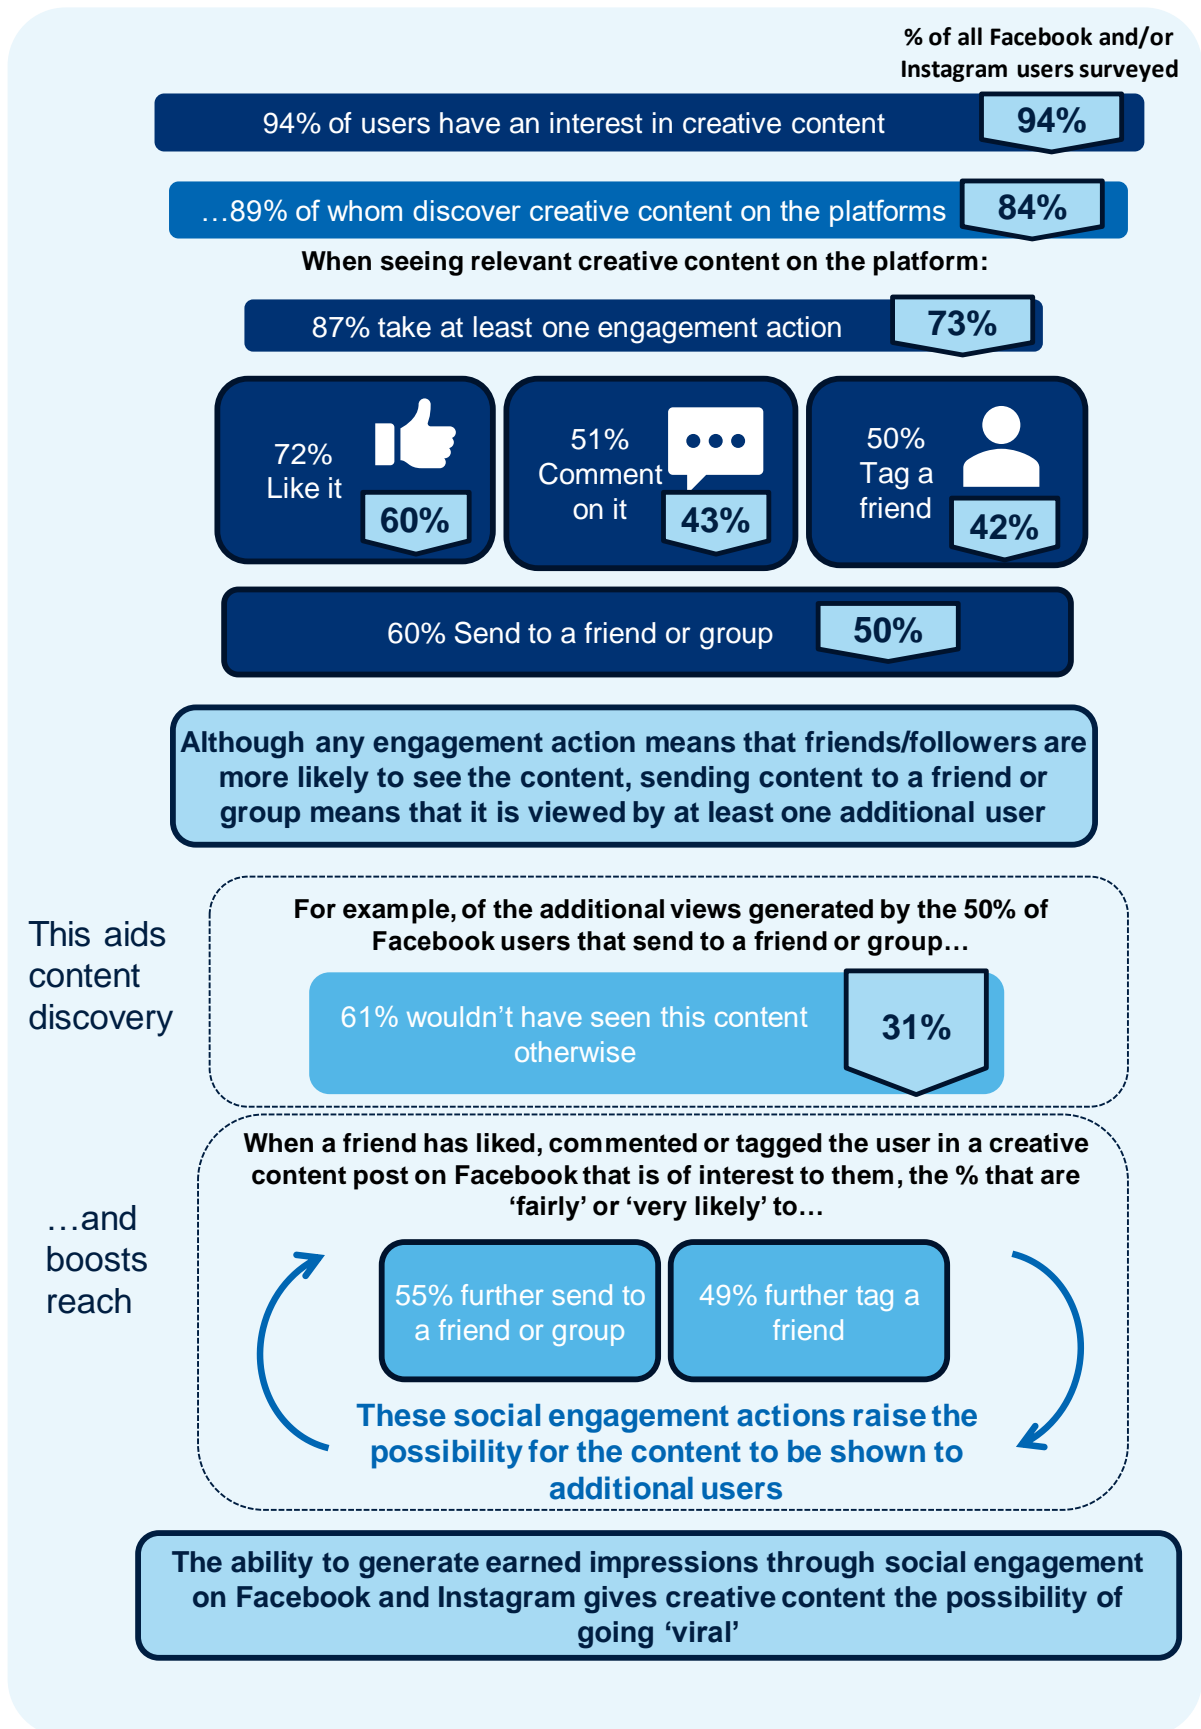 % of all Facebook and/or
Instagram users surveyed
94% of users have an interest in creative content
94%
…89% of whom discover creative content on the platforms
84%
When seeing relevant creative content on the platform:
87% take at least one engagement action
73%
72%
Like it
60%
51%
Comment
on it
43%
50%
Tag a
friend
42%
60% Send to a friend or group
50%
Although any engagement action means that friends/followers are
more likely to see the content, sending content to a friend or
group means that it is viewed by at least one additional user
This aids
content
discovery
For example, of the additional views generated by the 50% of
Facebook users that send to a friend or group…
61% wouldn’t have seen this content
otherwise
31%
…and
boosts
reach
When a friend has liked, commented or tagged the user in a creative
content post on Facebook that is of interest to them, the % that are
‘fairly’ or ‘very likely’ to…
55% further send to
a friend or group
49% further tag a
friend
These social engagement actions raise the
possibility for the content to be shown to
additional users
The ability to generate earned impressions through social engagement
on Facebook and Instagram gives creative content the possibility of
going ‘viral’